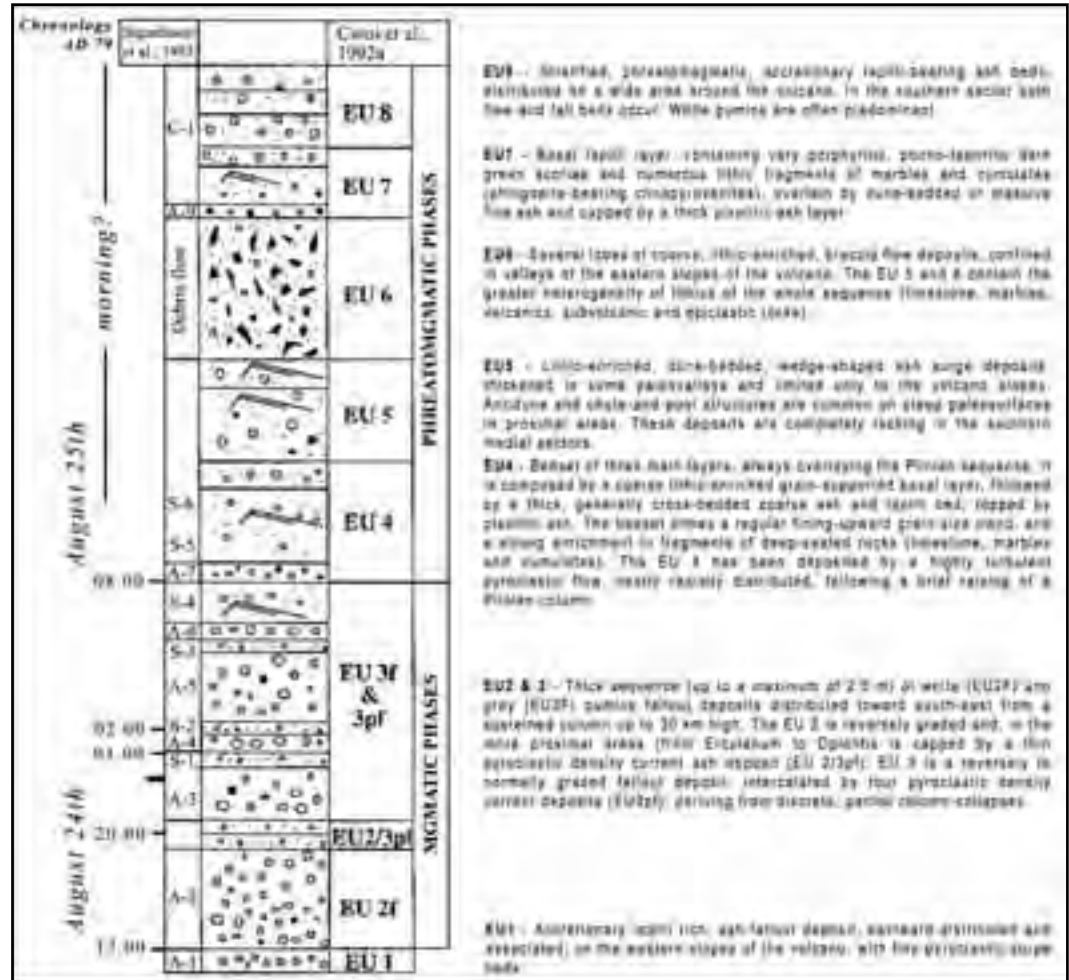 Chronology
AD 79
et al., 1992a
EU 8
C-1
EU 7
A-8
morning?
Debris flow
EU 6
PHREATOMGMATIC PHASES
EU 5
August 25th
S-6
EU 4
S-5
A-7
08.00
S-4
A-6
S-3
EU 3f
&
3pf
A-5
02.00
S-2
A-4
01.00
S-1
A-3
MGMATIC PHASES
August 24th
20.00
EU2/3pf
A-2
EU 2f
13.00
A-1
EU 1
EU8 - Stratified, phreatomagmatic, accretionary lapilli-bearing ash beds,
distributed on a wide area around the volcano. In the southern sector both
flow and fall beds occur. White pumice are often predominant.
EU7 - Basal lapilli layer containing very porphyritic, dark
green scoriae and numerous lithic fragments of marbles and cumulates
overlain by dune-bedded or massive
fine ash and capped by a thick pisolitic ash layer
EU6 - Several lobes of coarse, lithic-enriched, breccia flow deposits, confined
in valleys of the eastern slopes of the volcano. The EU 5 and 6 contain the
greater heterogeneity of lithics of the whole sequence (limestone, marbles,
volcanics, subvolcanic and epiclastic
EU5 - Lithic-enriched, dune-bedded, wedge-shaped ash surge deposits
thickened in some paleovalleys and limited only to the volcano slopes.
Antidune and chute-and-pool structures are common on steep paleosurfaces
in proximal areas. These deposits are completely lacking in the southern
medial sectors.
EU4 - Bedset of three main layers, always overlying the Plinian sequence. It
is composed by a coarse lithic-enriched grain-supported basal layer, followed
by a thick, generally cross-bedded coarse ash and lapilli bed, topped by
pisolitic ash. The bedset shows a regular fining-upward grain size trend, and
a strong enrichment in fragments of deep-seated rocks (limestone, marbles
and cumulates). The EU 4 has been deposited by a highly turbulent
pyroclastic flow, mostly radially distributed, following a brief raising of a
Plinian column
EU2 & 3 - Thick sequence (up to a maximum of 2.5 m) of white (EU2f) and
grey (EU3f) pumice fallout deposits distributed toward south-east from a
sustained column up to 30 km high. The EU 2 is reversely graded and, in the
more proximal areas (from Erculanum to Oplontis is capped by a thin
pyroclastic density current ash deposit (EU 2/3pf). EU 3 is a reversely to
normally graded fallout deposit, intercalated by four pyroclastic density
current deposits (EU3pf), deriving from discrete, partial column-collapses
EU1 - Accretionary lapilli rich, ash-fallout deposit, eastward distributed and
associated, on the western slopes of the volcano, with tiny pyroclastic surge
beds